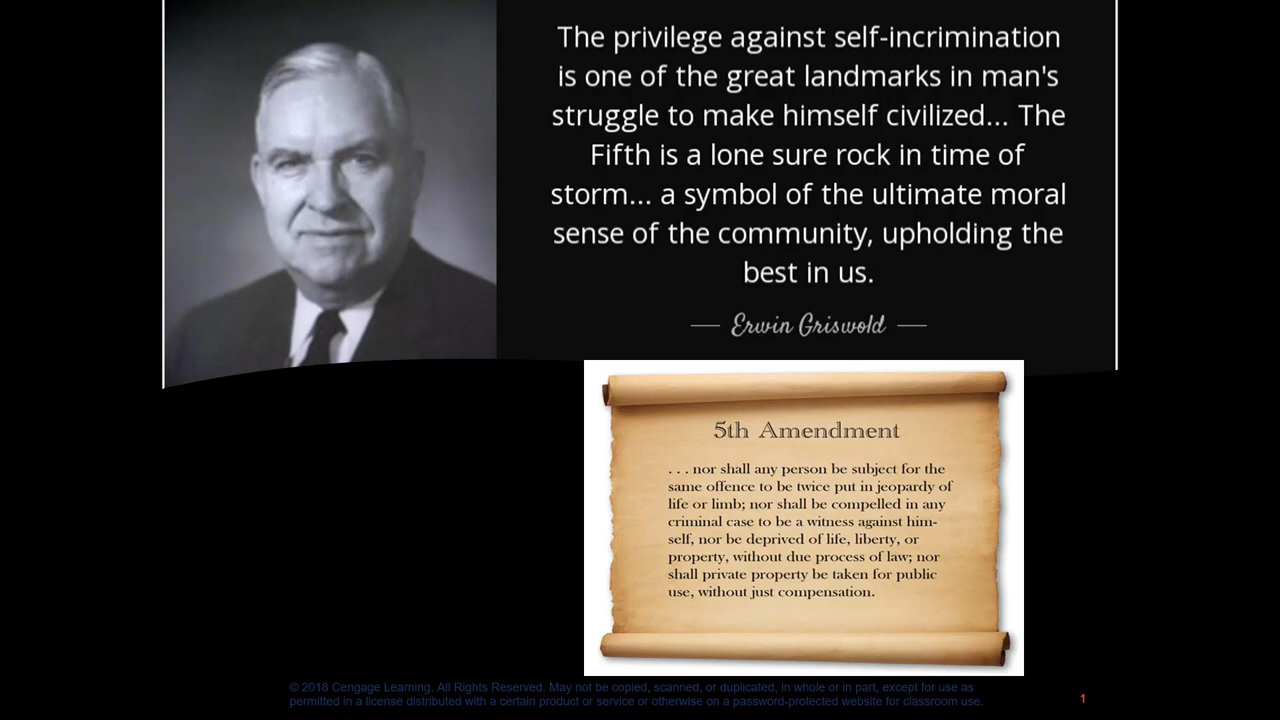 The privilege against self-incrimination
is one of the great landmarks in man's
struggle to make himself civilized... The
Fifth is a lone sure rock in time of
storm... a symbol of the ultimate moral
sense of the community, upholding the
best in us.
Erwin Griswold
5th Amendment
. . . nor shall any person be subject for the
same offence to be twice put in jeopardy of
life or limb; nor shall be compelled in any
criminal case to be a witness against him-
self, nor be deprived of life, liberty, or
property, without due process of law; nor
shall private property be taken for public
use, without just compensation.
© 2018 Cengage Learning. All Rights Reserved. May not be copied, scanned, or duplicated, in whole or in part, except for use as
permitted in a license distributed with a certain product or service or otherwise on a password-protected website for classroom use.
1